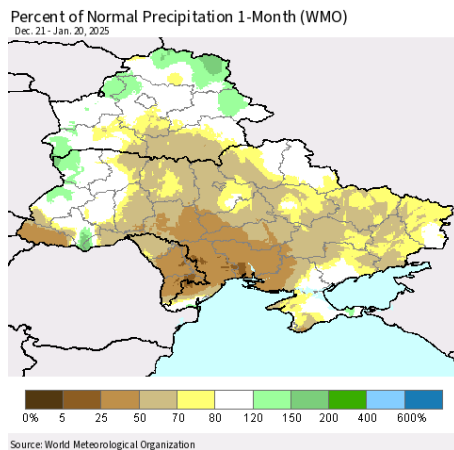 Percent of Normal Precipitation 1-Month (WMO)
Dec. 21 - Jan. 20, 2025
0% 5 25 50 70 80 120 150 200 400 600%
Source: World Meteorological Organization